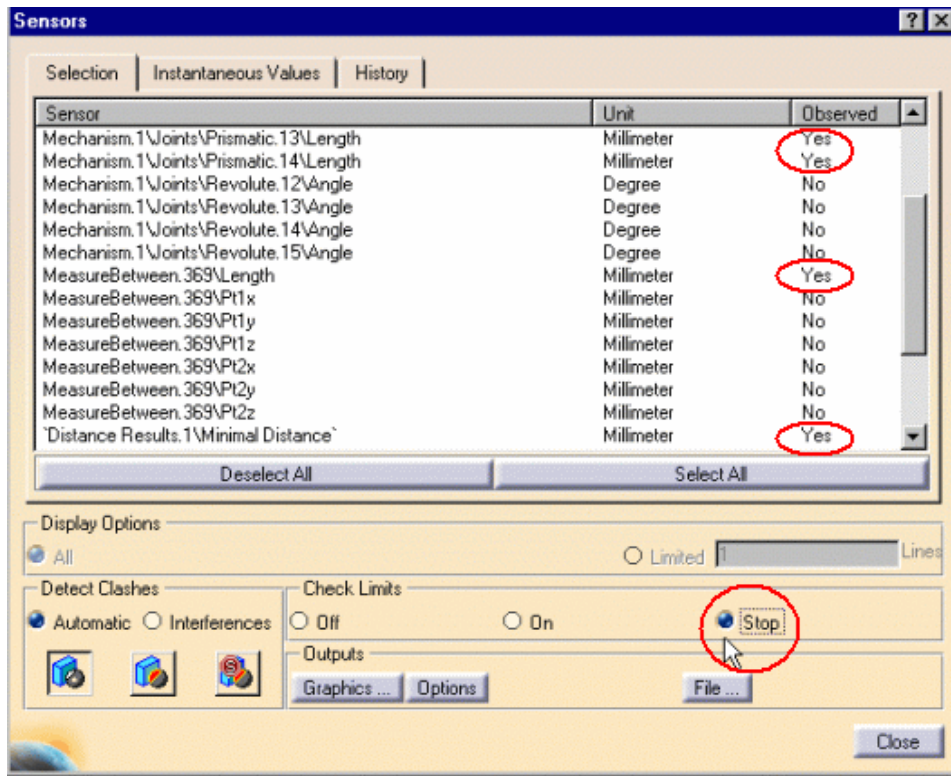 Sensors
Selection Instantaneous Values History
Sensor Unit Observed
Mechanism.1\Joints\Prismatic.13\Length Millimeter Yes
Mechanism.1\Joints\Prismatic.14\Length Millimeter Yes
Mechanism.1\Joints\Revolute.12\Angle Degree No
Mechanism.1\Joints\Revolute.13\Angle Degree No
Mechanism.1\Joints\Revolute.14\Angle Degree No
Mechanism.1\Joints\Revolute.15\Angle Degree No
MeasureBetween.369\Length Millimeter Yes
MeasureBetween.369\Pt1x Millimeter No
MeasureBetween.369\Pt1y Millimeter No
MeasureBetween.369\Pt1z Millimeter No
MeasureBetween.369\Pt2x Millimeter No
MeasureBetween.369\Pt2y Millimeter No
MeasureBetween.369\Pt2z Millimeter No
`Distance Results.1\Minimal Distance` Millimeter Yes
Deselect All Select All
Display Options
All Limited 1 Lines
Detect Clashes Check Limits
Automatic Interferences Off On Stop
Outputs
Graphics ... Options File ...
Close